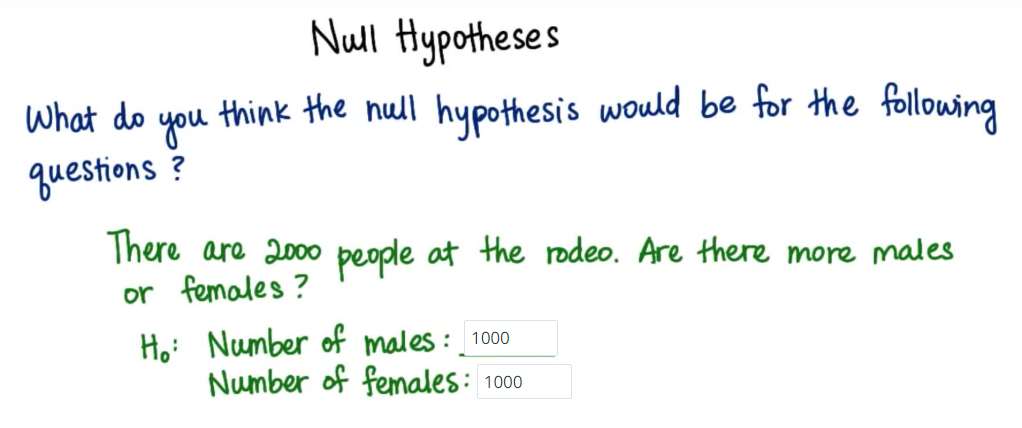 Null Hypotheses
What do you think the null hypothesis would be for the following
questions?
There are 2000 people at the rodeo. Are there more males
or females?
H₀: Number of males: 1000
Number of females: 1000